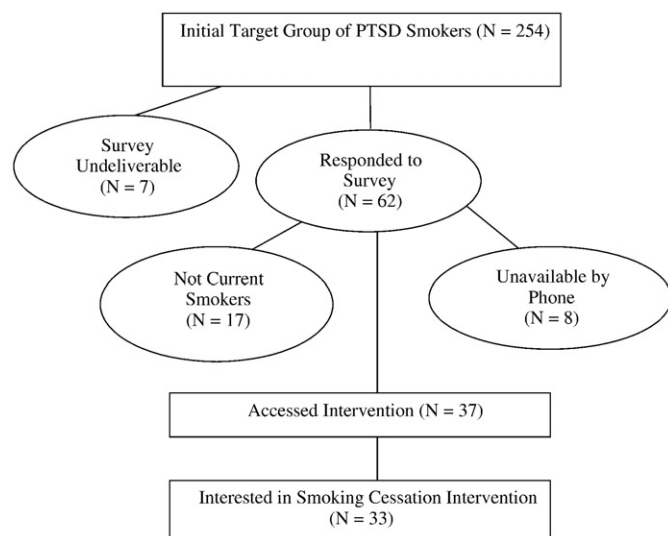 Initial Target Group of PTSD Smokers (N = 254)
Survey
Undeliverable
(N = 7)
Responded to
Survey
(N = 62)
Not Current
Smokers
(N = 17)
Unavailable by
Phone
(N = 8)
Accessed Intervention (N = 37)
Interested in Smoking Cessation Intervention
(N = 33)